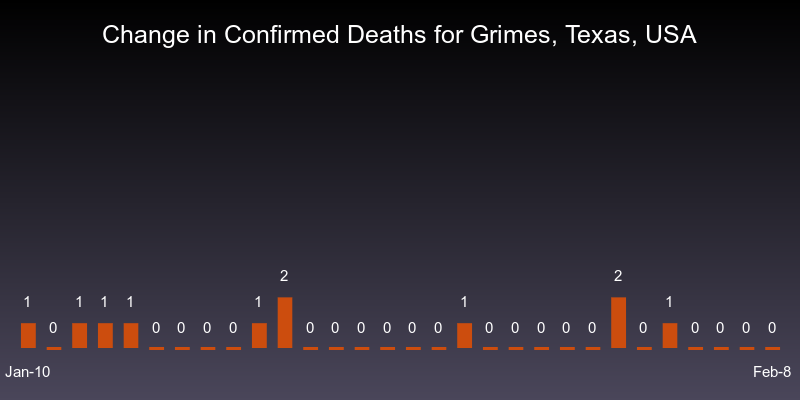 Change in Confirmed Deaths for Grimes, Texas, USA
2 2
1 1 1 1 1 1 1
0 0 0 0 0 0 0 0 0 0 0 0 0 0 0 0 0 0 0 0 0
Jan-10 Feb-8